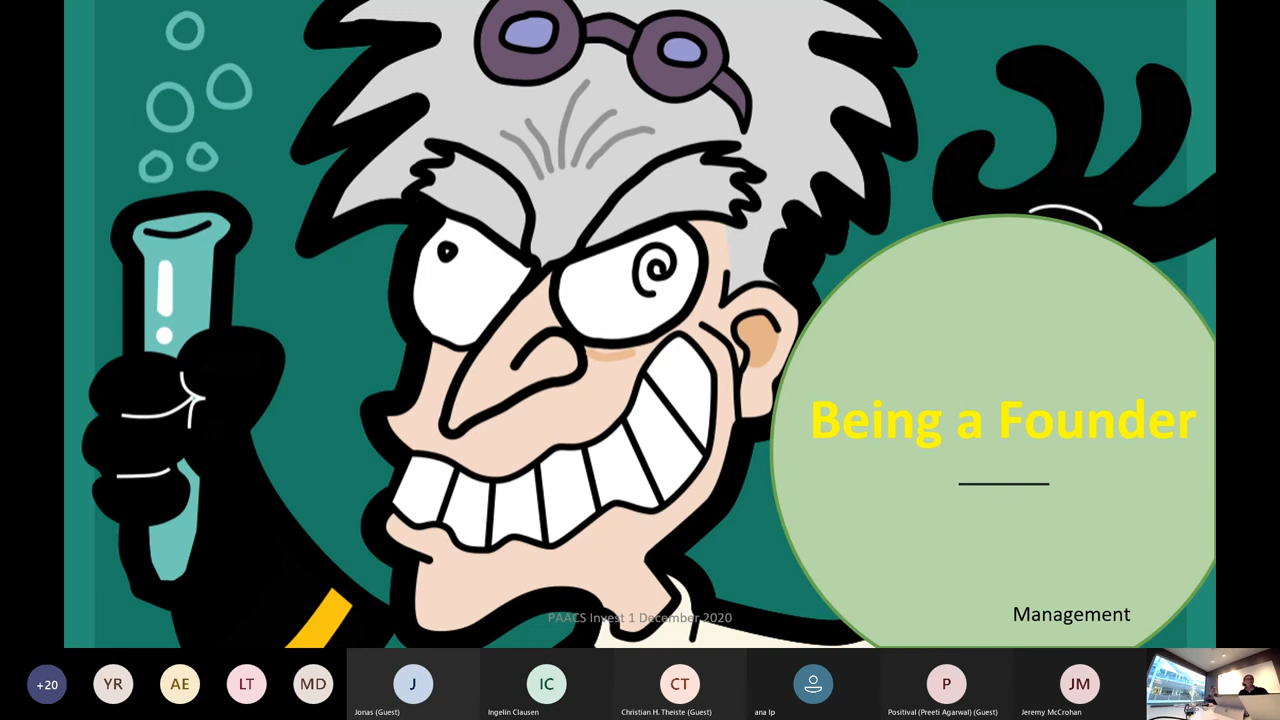 Being a Founder
PAACS Invest 1 December 2020
Management
+20
YR
AE
LT
MD
J
IC
CT
P
JM
Jonas (Guest)
Ingelin Clausen
Christian H. Theiste (Guest)
ana lp
Positival (Preeti Agarwal) (Guest)
Jeremy McCrohan